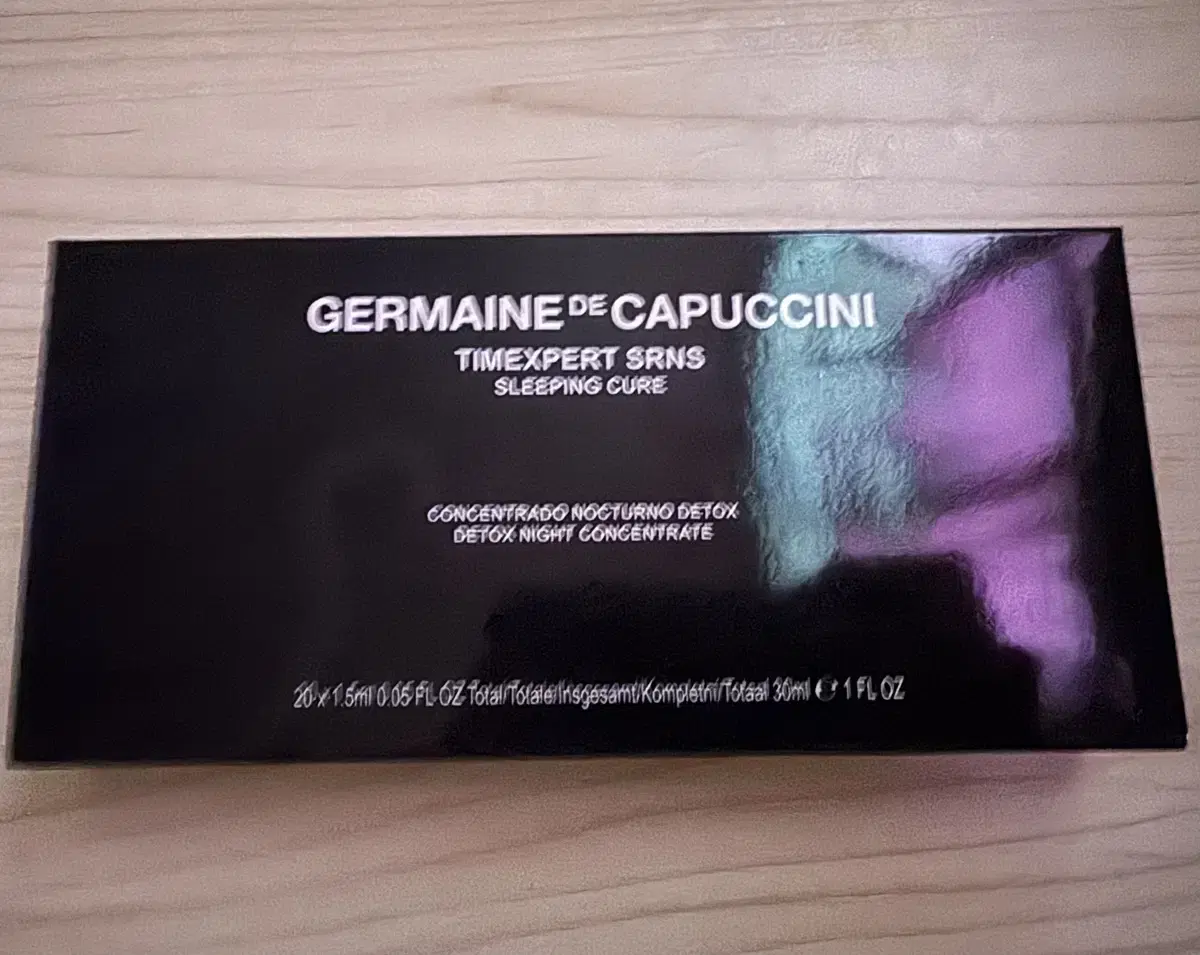 GERMAINE DE CAPUCCINI
TIMEXPERT SRNS
SLEEPING CURE
CONCENTRADO NOCTURNO DETOX
DETOX NIGHT CONCENTRATE
20 x 1.5ml 0.05 FL OZ Total/Totale/Insgesamt/Kompletni/Totaal 30ml e 1 FL OZ